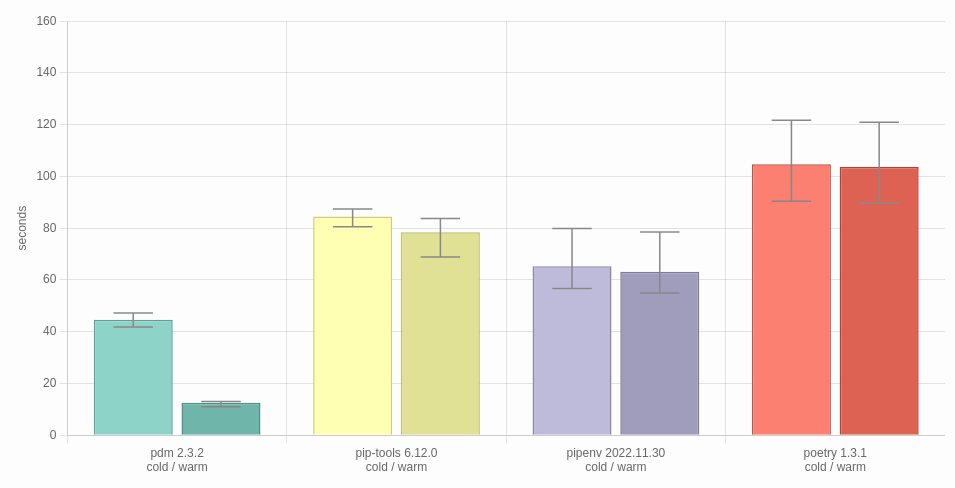 160
140
120
100
80
60
40
20
0
seconds
pdm 2.3.2
cold / warm
pip-tools 6.12.0
cold / warm
pipenv 2022.11.30
cold / warm
poetry 1.3.1
cold / warm